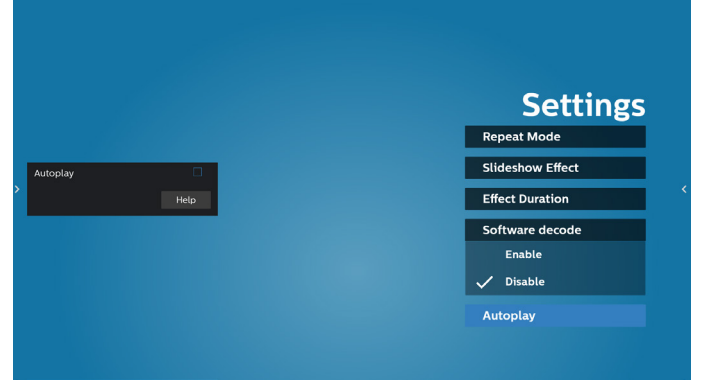 Settings
Repeat Mode
Slideshow Effect
Effect Duration
Software decode
Enable
Disable
Autoplay
Autoplay
Help